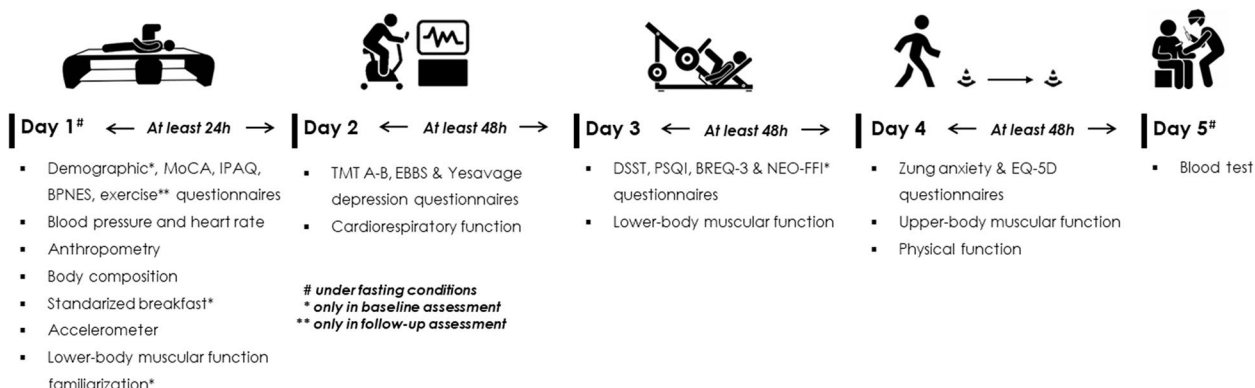 Day 1# At least 24h Day 2 At least 48h Day 3 At least 48h Day 4 At least 48h Day 5#
Demographic*, MoCA, IPAQ,
BPNES, exercise** questionnaires
Blood pressure and heart rate
Anthropometry
Body composition
Standarized breakfast*
Accelerometer
Lower-body muscular function
familiarization*
TMT A-B, EBBS & Yesavage
depression questionnaires
Cardiorespiratory function
# under fasting conditions
* only in baseline assessment
** only in follow-up assessment
DSST, PSQI, BREQ-3 & NEO-FFI*
questionnaires
Lower-body muscular function
Zung anxiety & EQ-5D
questionnaires
Upper-body muscular function
Physical function
Blood test